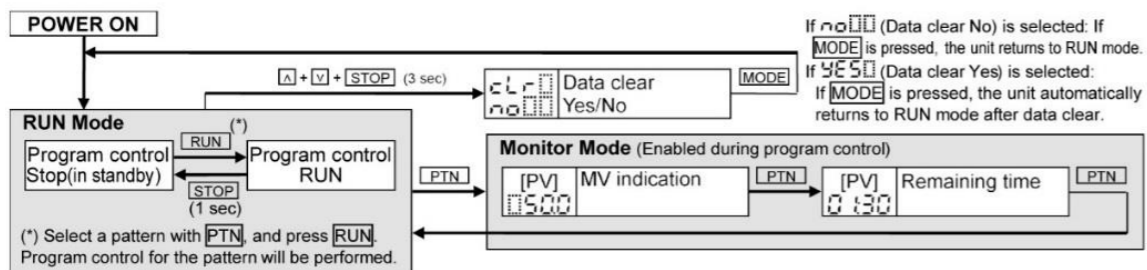 POWER ON
If no (Data clear No) is selected: If
MODE is pressed, the unit returns to RUN mode.
If YES (Data clear Yes) is selected:
If MODE is pressed, the unit automatically
returns to RUN mode after data clear.
∧ + ∨ + STOP (3 sec)
cLr Data clear
no Yes/No
MODE
RUN Mode
(*)
RUN
Program control
Stop(in standby)
Program control
RUN
STOP
(1 sec)
(*) Select a pattern with PTN, and press RUN.
Program control for the pattern will be performed.
PTN
Monitor Mode (Enabled during program control)
[PV] MV indication
50.0
PTN
[PV] Remaining time
01.30
PTN